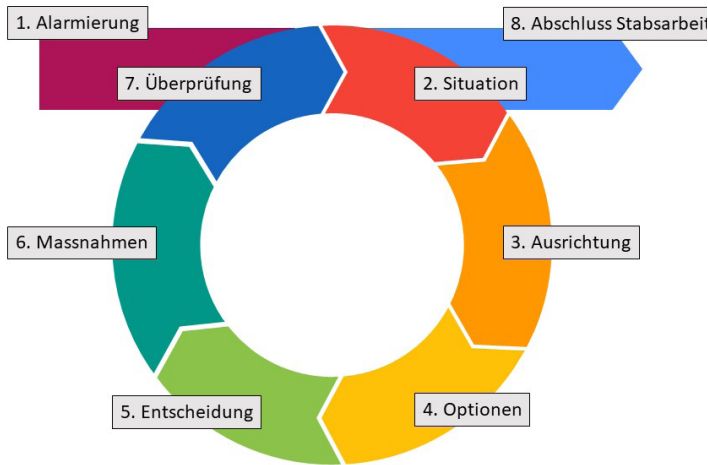 1. Alarmierung
8. Abschluss Stabsarbeit
7. Überprüfung
2. Situation
6. Massnahmen
3. Ausrichtung
5. Entscheidung
4. Optionen